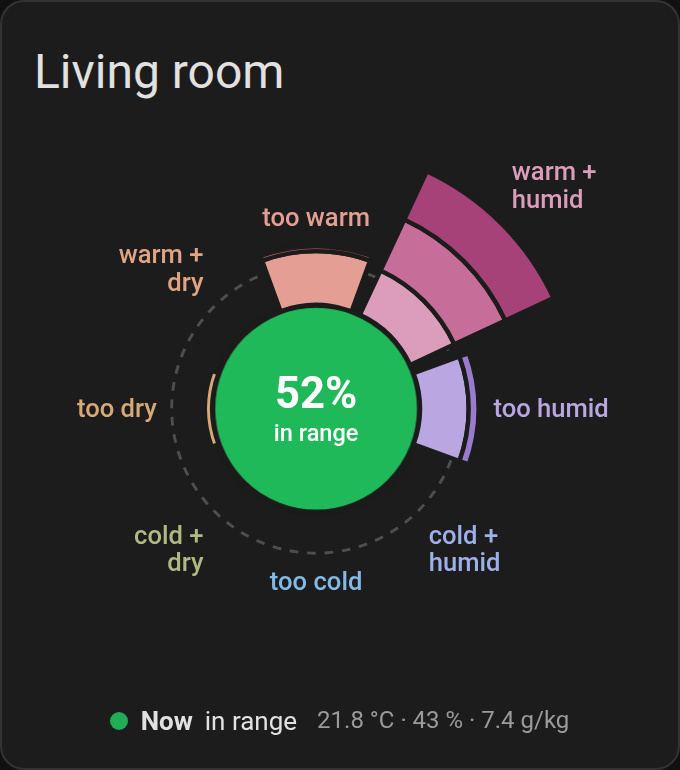 Living room
warm +
humid
too warm
warm +
dry
52%
in range
too dry
too humid
cold +
dry
cold +
humid
too cold
Now in range 21.8 °C · 43 % · 7.4 g/kg